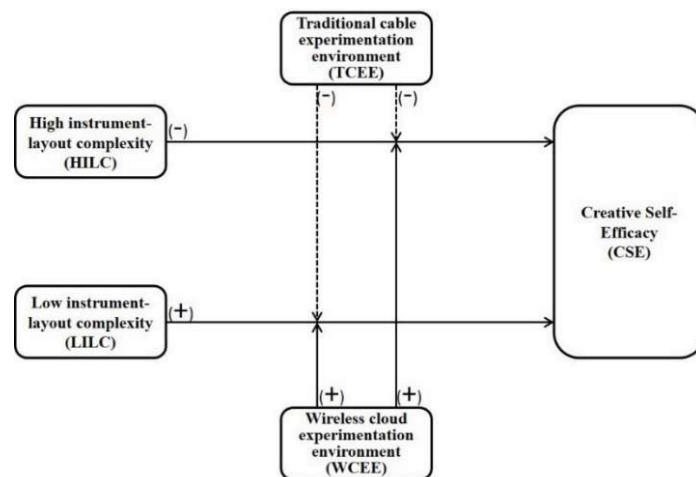 Traditional cable
experimentation
environment
(TCEE)
(-)
(-)
High instrument-
layout complexity
(HILC)
(-)
Creative Self-
Efficacy
(CSE)
Low instrument-
layout complexity
(LILC)
(+)
(+)
(+)
Wireless cloud
experimentation
environment
(WCEE)